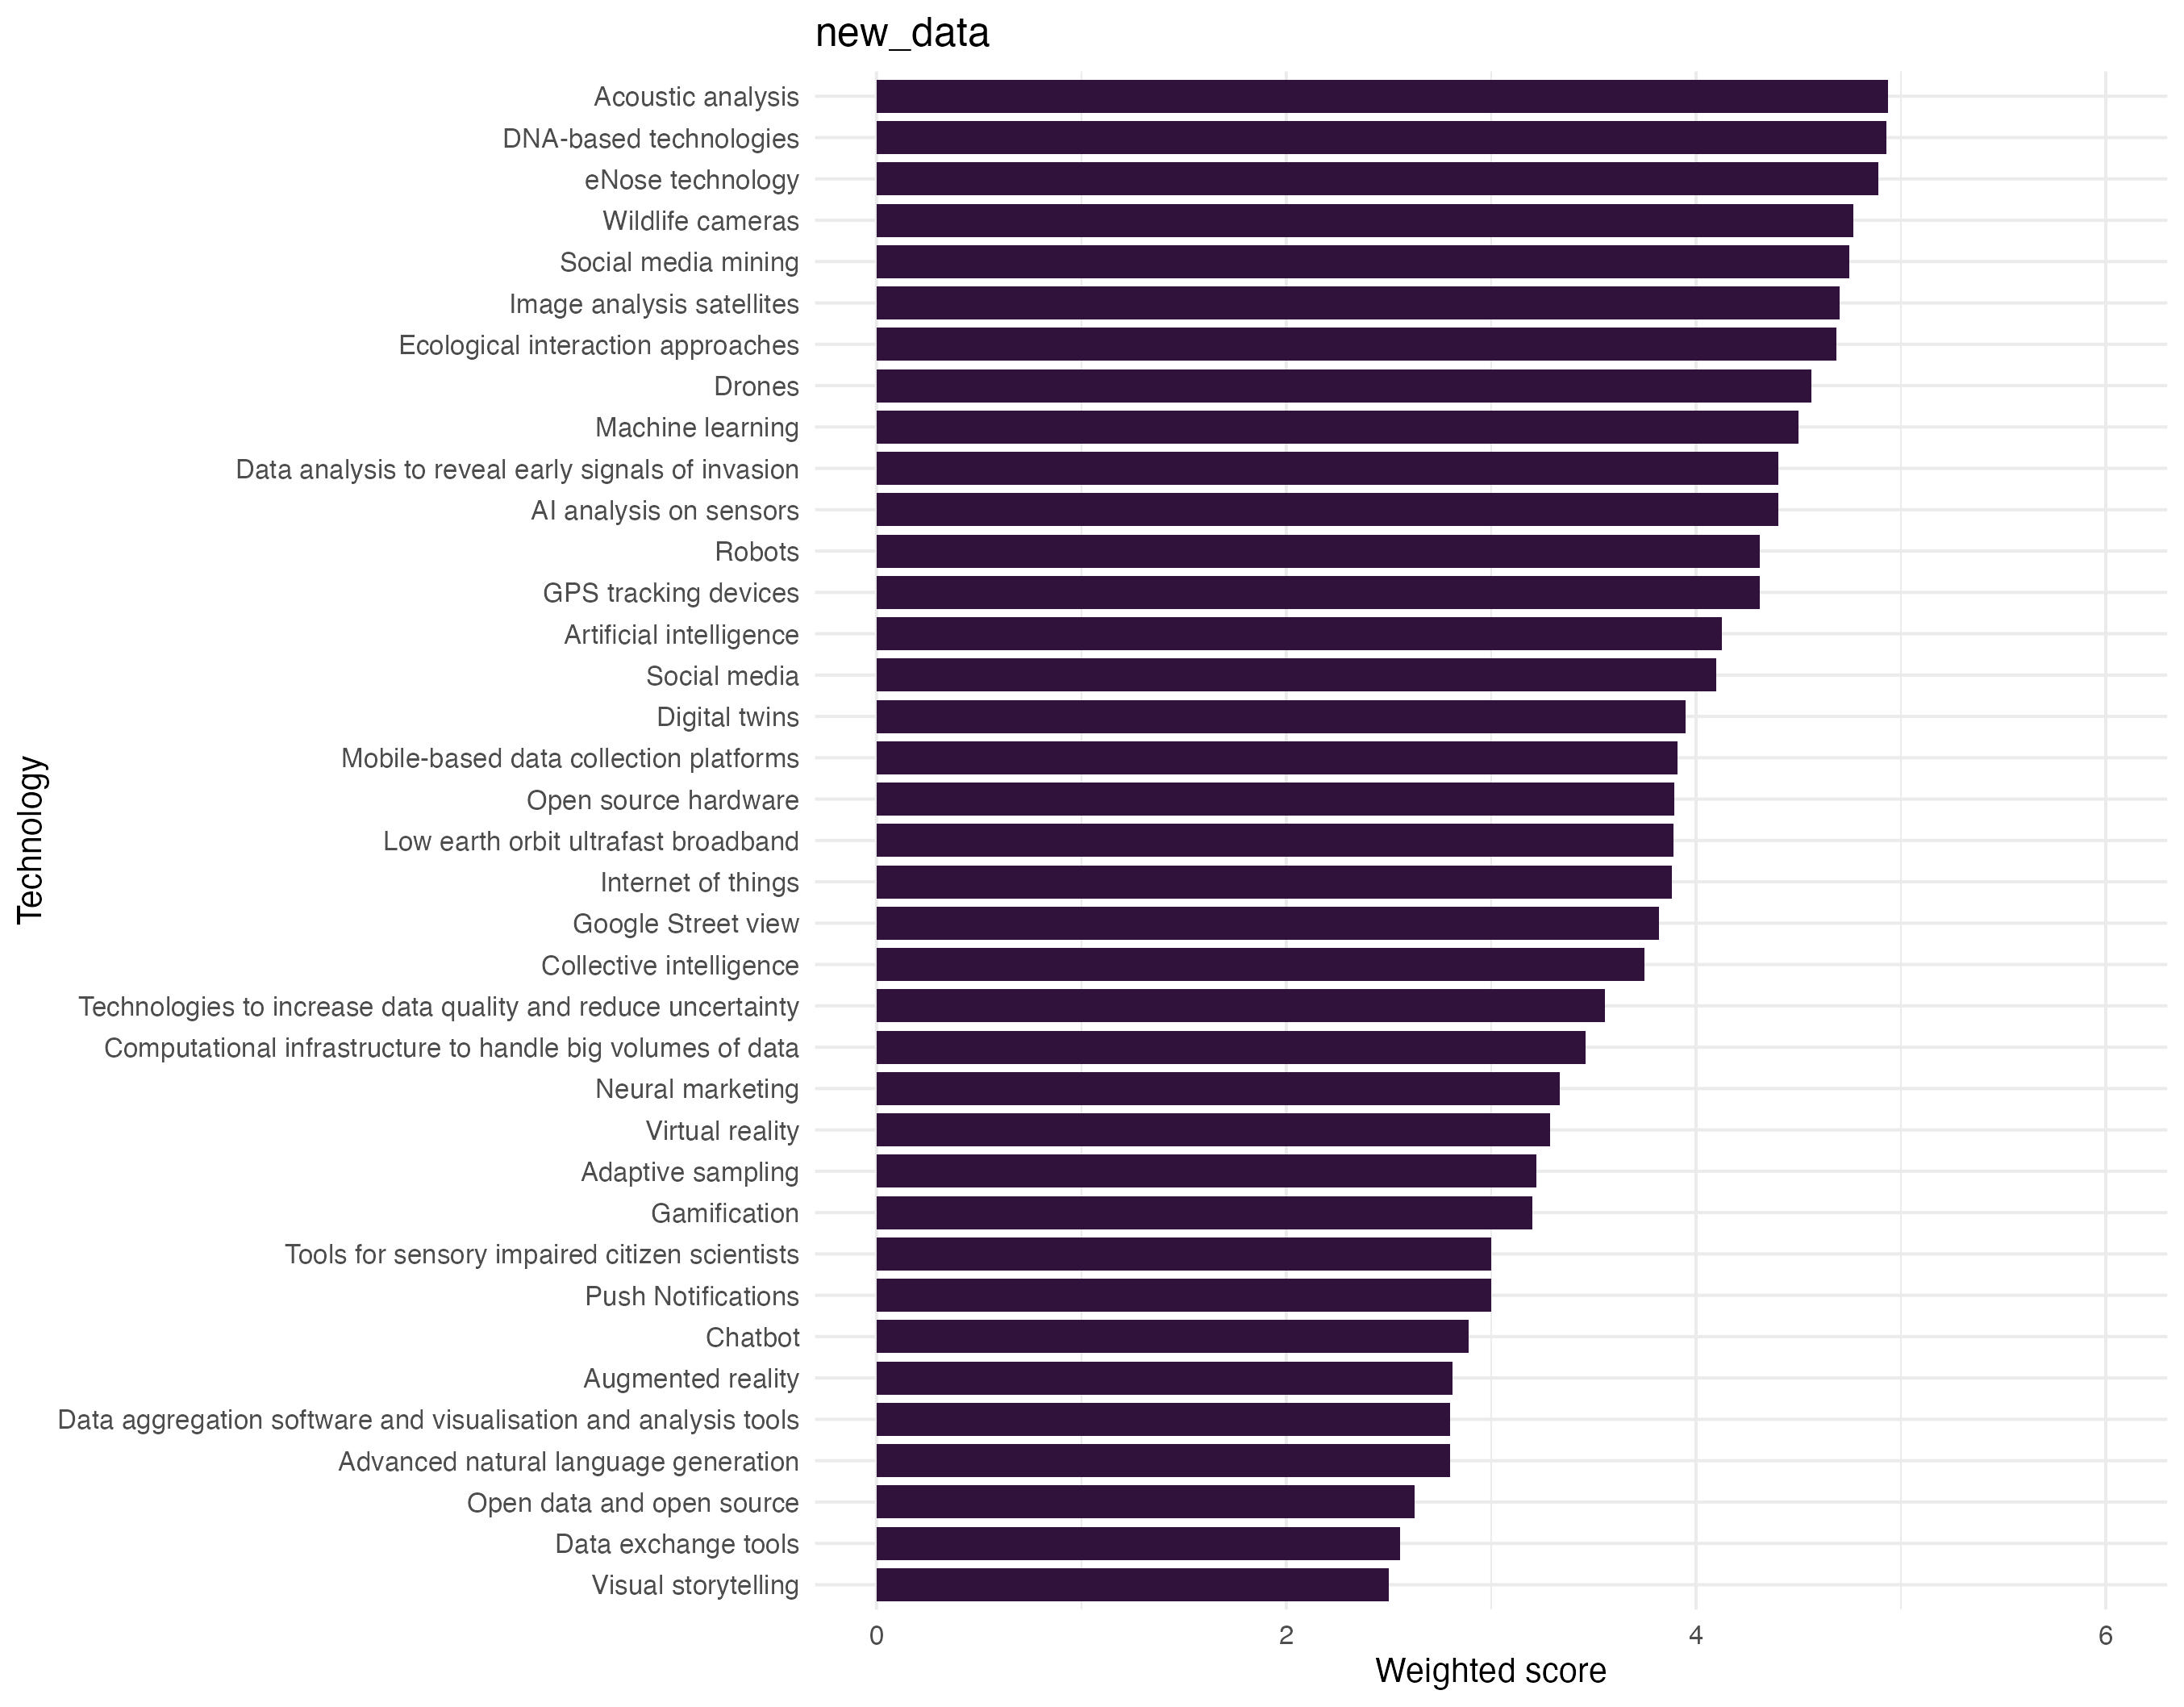 new_data
Acoustic analysis
DNA-based technologies
eNose technology
Wildlife cameras
Social media mining
Image analysis satellites
Ecological interaction approaches
Drones
Machine learning
Data analysis to reveal early signals of invasion
AI analysis on sensors
Robots
GPS tracking devices
Artificial intelligence
Social media
Digital twins
Mobile-based data collection platforms
Open source hardware
Low earth orbit ultrafast broadband
Internet of things
Google Street view
Collective intelligence
Technologies to increase data quality and reduce uncertainty
Computational infrastructure to handle big volumes of data
Neural marketing
Virtual reality
Adaptive sampling
Gamification
Tools for sensory impaired citizen scientists
Push Notifications
Chatbot
Augmented reality
Data aggregation software and visualisation and analysis tools
Advanced natural language generation
Open data and open source
Data exchange tools
Visual storytelling
Technology
0 2 4 6
Weighted score